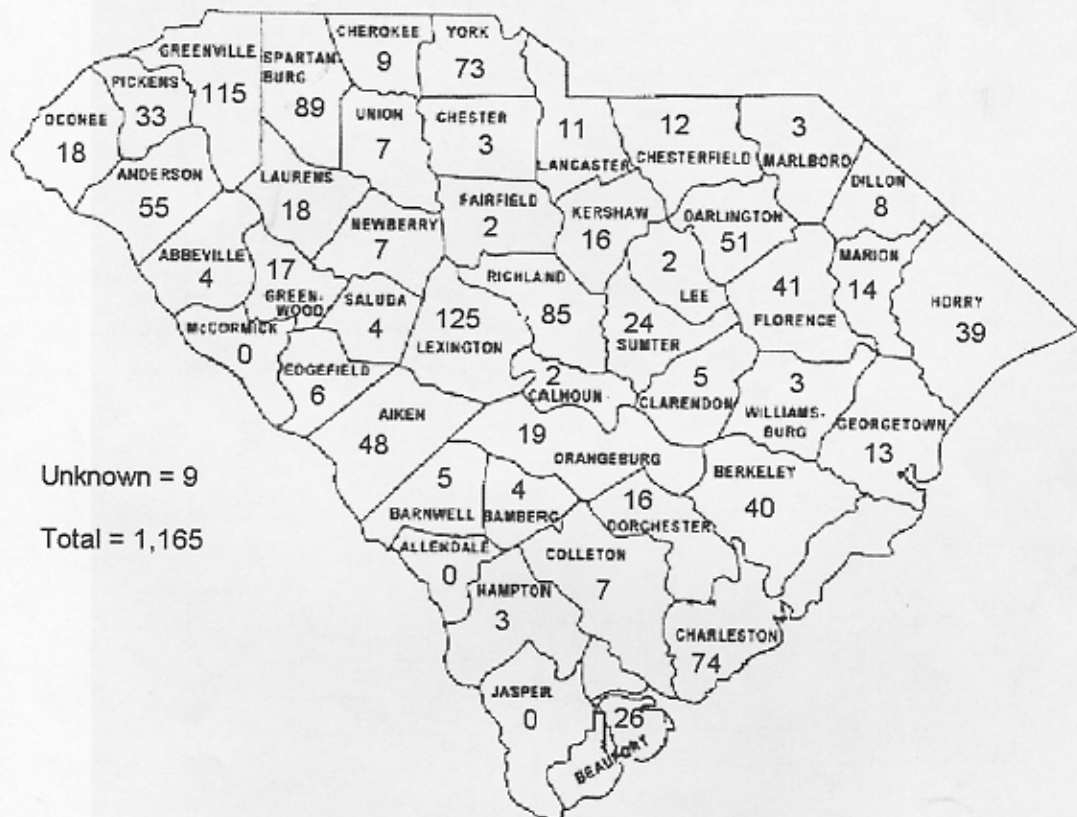 CHEROKEE
9
YORK
73
GREENVILLE
115
SPARTAN-
BURG
89
PICKENS
33
OCONEE
18
UNION
7
CHESTER
3
11
LANCASTER
12
CHESTERFIELD
3
MARLBORO
DILLON
8
ANDERSON
55
LAURENS
18
FAIRFIELD
2
KERSHAW
16
DARLINGTON
51
NEWBERRY
7
ABBEVILLE
4
17
GREEN-
WOOD
SALUDA
4
RICHLAND
85
2
LEE
41
FLORENCE
MARION
14
HORRY
39
McCORMICK
0
125
LEXINGTON
24
SUMTER
EDGEFIELD
6
2
CALHOUN
5
CLARENDON
3
WILLIAMS-
BURG
GEORGETOWN
13
AIKEN
48
19
ORANGEBURG
BERKELEY
40
Unknown = 9
5
BARNWELL
4
BAMBERG
16
DORCHESTER
Total = 1,165
ALLENDALE
0
COLLETON
7
HAMPTON
3
CHARLESTON
74
JASPER
0
26
BEAUFORT